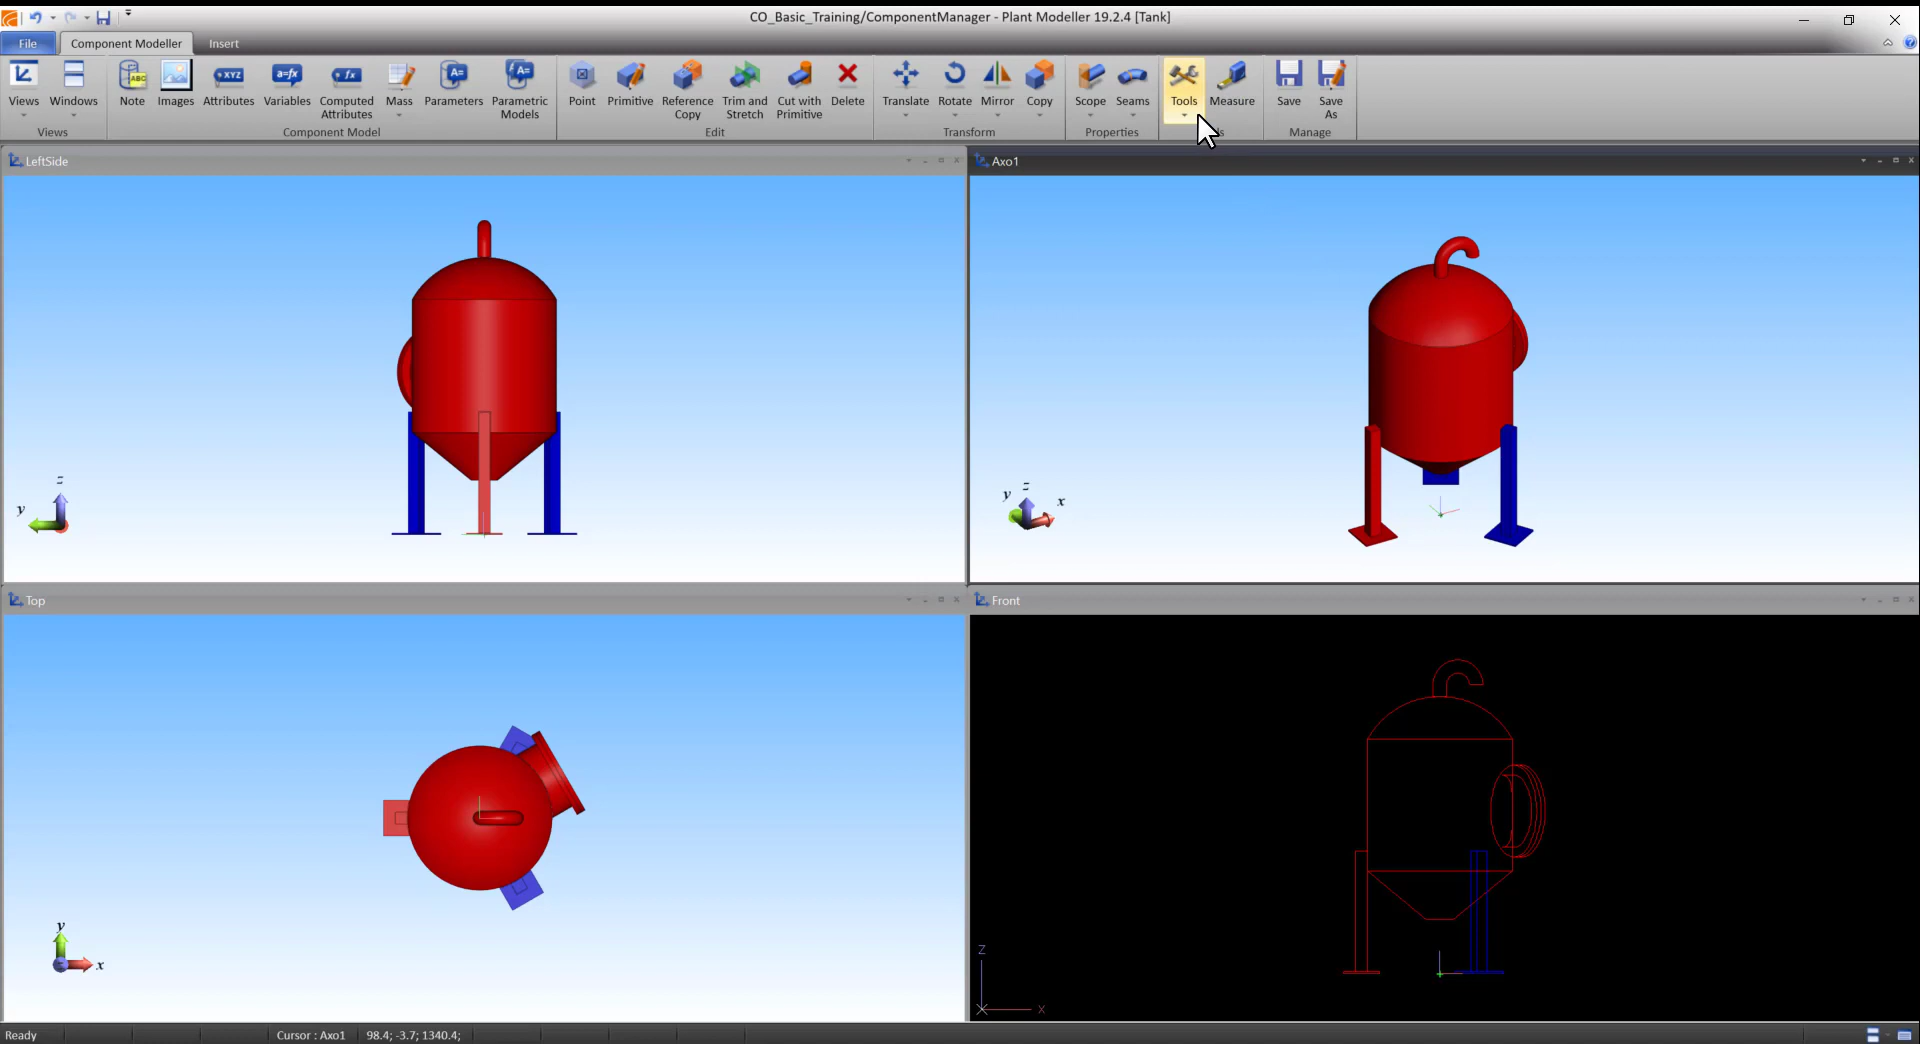 CO_Basic_Training/ComponentManager - Plant Modeller 19.2.4 [Tank]
File
Component Modeller
Insert
Views
Windows
Note
Images
Attributes
Variables
Computed Attributes
Mass
Parameters
Parametric Models
Point
Primitive
Reference Copy
Trim and Stretch
Cut with Primitive
Delete
Translate
Rotate
Mirror
Copy
Scope
Seams
Tools
Measure
Save
Save As
Views
Component Model
Edit
Transform
Properties
Manage
LeftSide
Axo1
z
y
y
z
x
Top
Front
y
x
Z
X
Ready
Cursor : Axo1
98.4; -3.7; 1340.4;